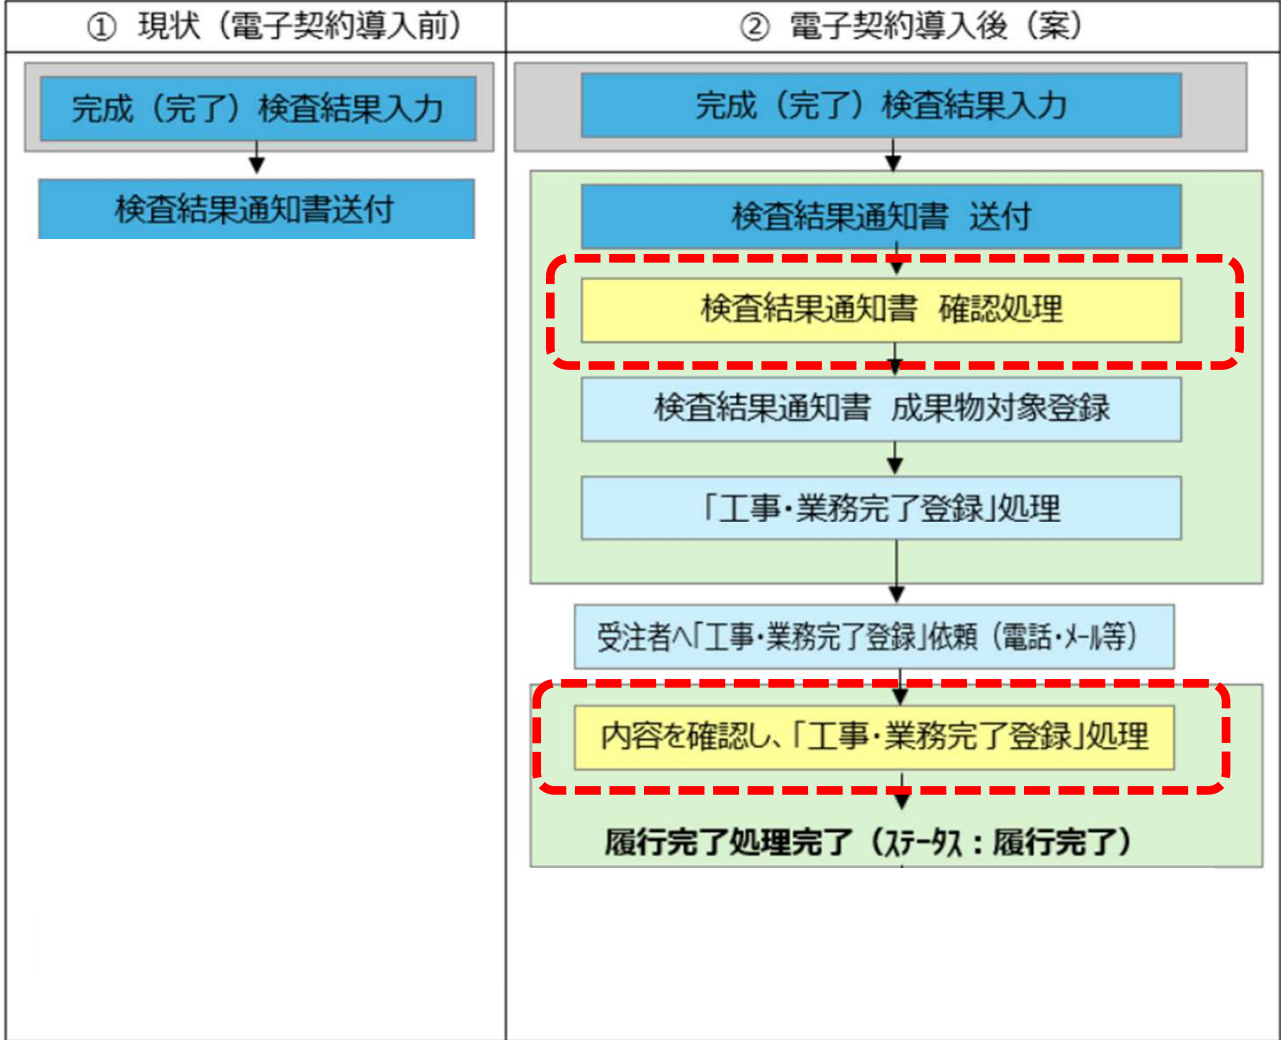 ① 現状（電子契約導入前）
完成（完了）検査結果入力
検査結果通知書送付
② 電子契約導入後（案）
完成（完了）検査結果入力
検査結果通知書 送付
検査結果通知書 確認処理
検査結果通知書 成果物対象登録
「工事・業務完了登録」処理
受注者へ「工事・業務完了登録」依頼（電話・ﾒｰﾙ等）
内容を確認し、「工事・業務完了登録」処理
履行完了処理完了（ｽﾃｰﾀｽ：履行完了）